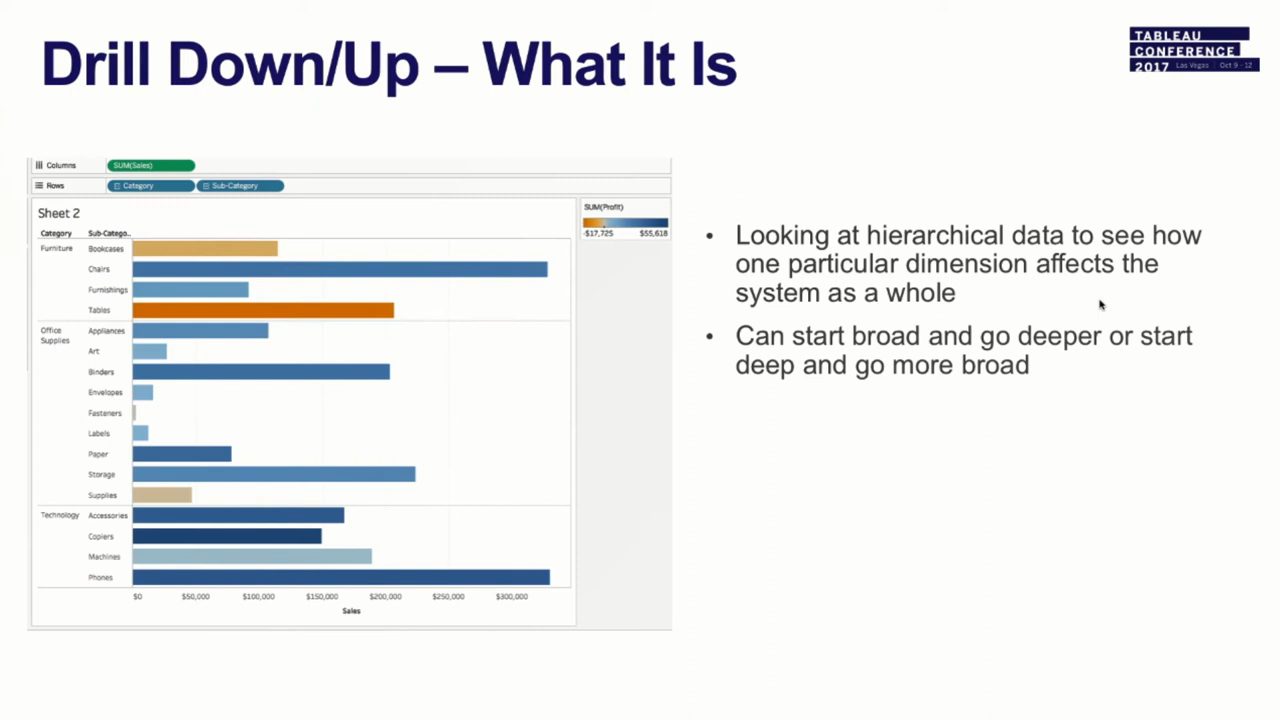 Drill Down/Up – What It Is
TABLEAU
CONFERENCE
2017 Las Vegas | Oct 9 - 12
Columns SUM(Sales)
Rows Category Sub-Category
Sheet 2
Category Sub-Catego..
Furniture Bookcases
Chairs
Furnishings
Tables
Office
Supplies
Appliances
Art
Binders
Envelopes
Fasteners
Labels
Paper
Storage
Supplies
Technology Accessories
Copiers
Machines
Phones
$0 $50,000 $100,000 $150,000 $200,000 $250,000 $300,000
Sales
SUM(Profit)
-$17,725 $55,618
• Looking at hierarchical data to see how
one particular dimension affects the
system as a whole
• Can start broad and go deeper or start
deep and go more broad